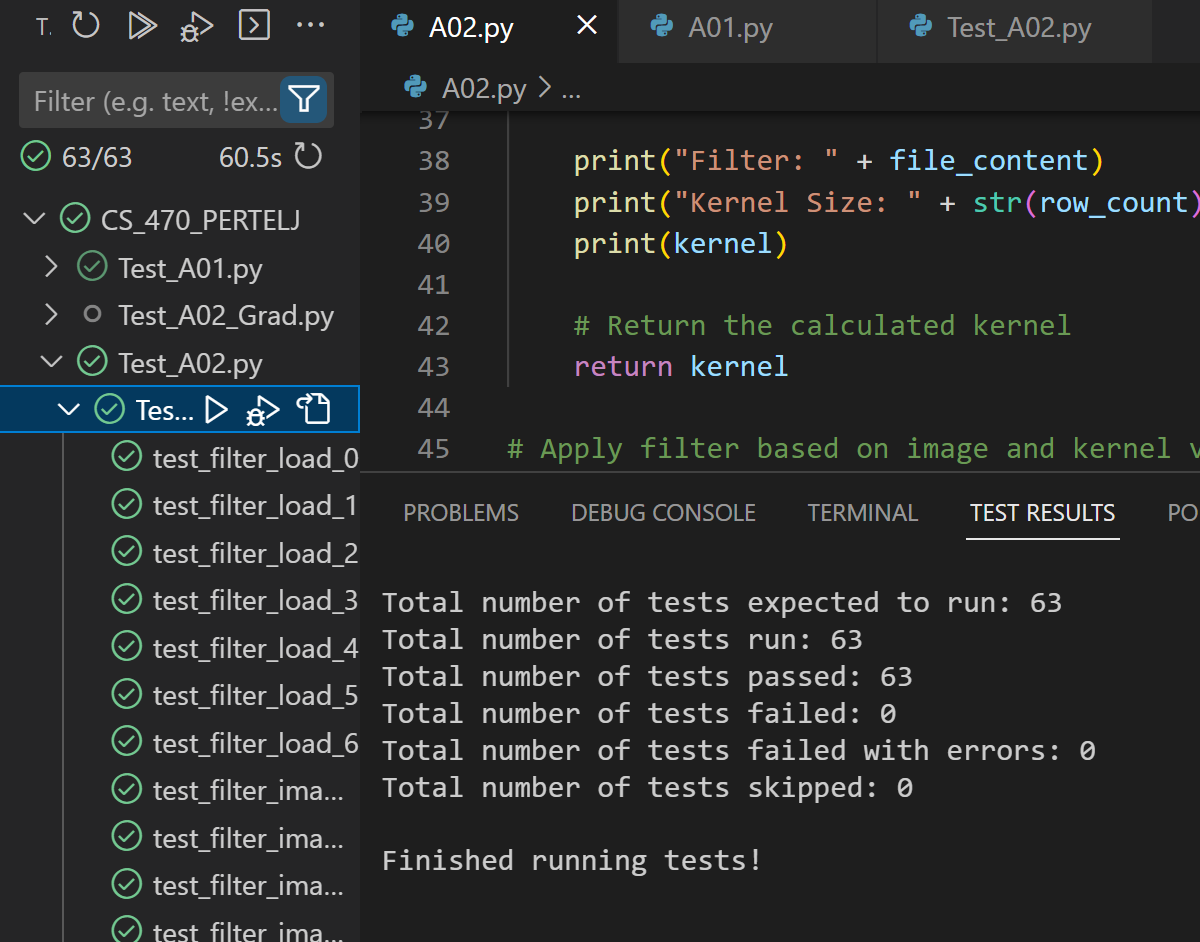 T.
Filter (e.g. text, !ex...
63/63 60.5s
CS_470_PERTELJ
Test_A01.py
Test_A02_Grad.py
Test_A02.py
Tes...
test_filter_load_0
test_filter_load_1
test_filter_load_2
test_filter_load_3
test_filter_load_4
test_filter_load_5
test_filter_load_6
test_filter_ima...
test_filter_ima...
test_filter_ima...
test_filter_ima...
A02.py A01.py Test_A02.py
A02.py > ...
37
38 print("Filter: " + file_content)
39 print("Kernel Size: " + str(row_count)
40 print(kernel)
41
42 # Return the calculated kernel
43 return kernel
44
45 # Apply filter based on image and kernel v
PROBLEMS DEBUG CONSOLE TERMINAL TEST RESULTS PO
Total number of tests expected to run: 63
Total number of tests run: 63
Total number of tests passed: 63
Total number of tests failed: 0
Total number of tests failed with errors: 0
Total number of tests skipped: 0
Finished running tests!